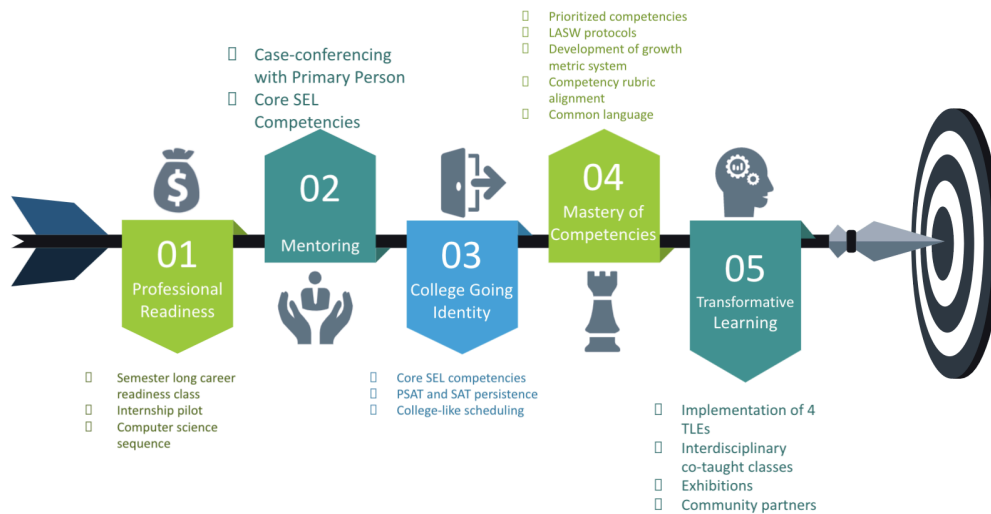 01
Professional
Readiness
Semester long career
readiness class
Internship pilot
Computer science
sequence
Case-conferencing
with Primary Person
Core SEL
Competencies
02
Mentoring
03
College Going
Identity
Core SEL competencies
PSAT and SAT persistence
College-like scheduling
Prioritized competencies
LASW protocols
Development of growth
metric system
Competency rubric
alignment
Common language
04
Mastery of
Competencies
05
Transformative
Learning
Implementation of 4
TLEs
Interdisciplinary
co-taught classes
Exhibitions
Community partners